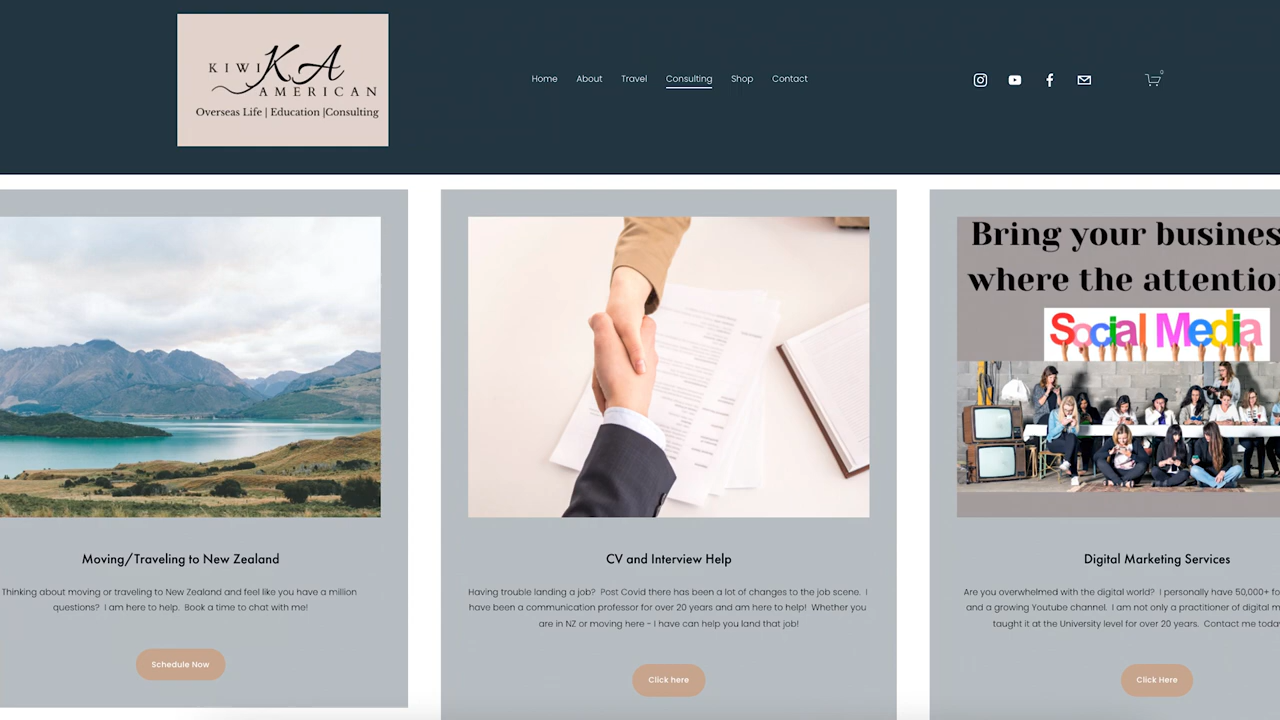 KIWI KA
AMERICAN
Overseas Life | Education |Consulting
Home About Travel Consulting Shop Contact
0
Bring your busines
where the attentio
Social Media
Moving/Traveling to New Zealand
Thinking about moving or traveling to New Zealand and feel like you have a million
questions? I am here to help. Book a time to chat with me!
Schedule Now
CV and Interview Help
Having trouble landing a job? Post Covid there has been a lot of changes to the job scene. I
have been a communication professor for over 20 years and am here to help! Whether you
are in NZ or moving here - I have can help you land that job!
Click here
Digital Marketing Services
Are you overwhelmed with the digital world? I personally have 50,000+ fo
and a growing Youtube channel. I am not only a practitioner of digital m
taught it at the University level for over 20 years. Contact me toda
Click Here